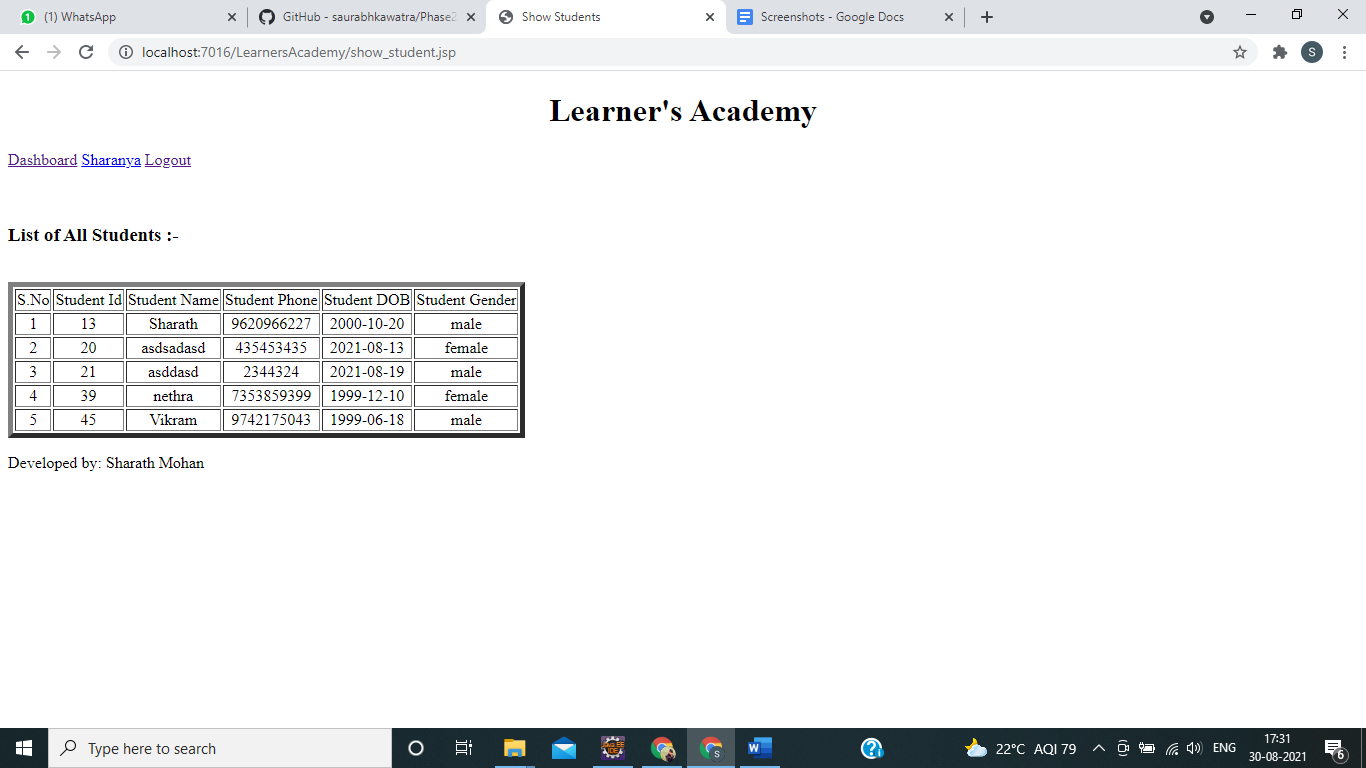 (1) WhatsApp
GitHub - saurabhkawatra/Phase2
Show Students
Screenshots - Google Docs
localhost:7016/LearnersAcademy/show_student.jsp
S
Learner's Academy
Dashboard Sharanya Logout
List of All Students :-
S.No Student Id Student Name Student Phone Student DOB Student Gender
1 13 Sharath 9620966227 2000-10-20 male
2 20 asdsadasd 435453435 2021-08-13 female
3 21 asddasd 2344324 2021-08-19 male
4 39 nethra 7353859399 1999-12-10 female
5 45 Vikram 9742175043 1999-06-18 male
Developed by: Sharath Mohan
Type here to search
22°C AQI 79
ENG
17:31
30-08-2021
6